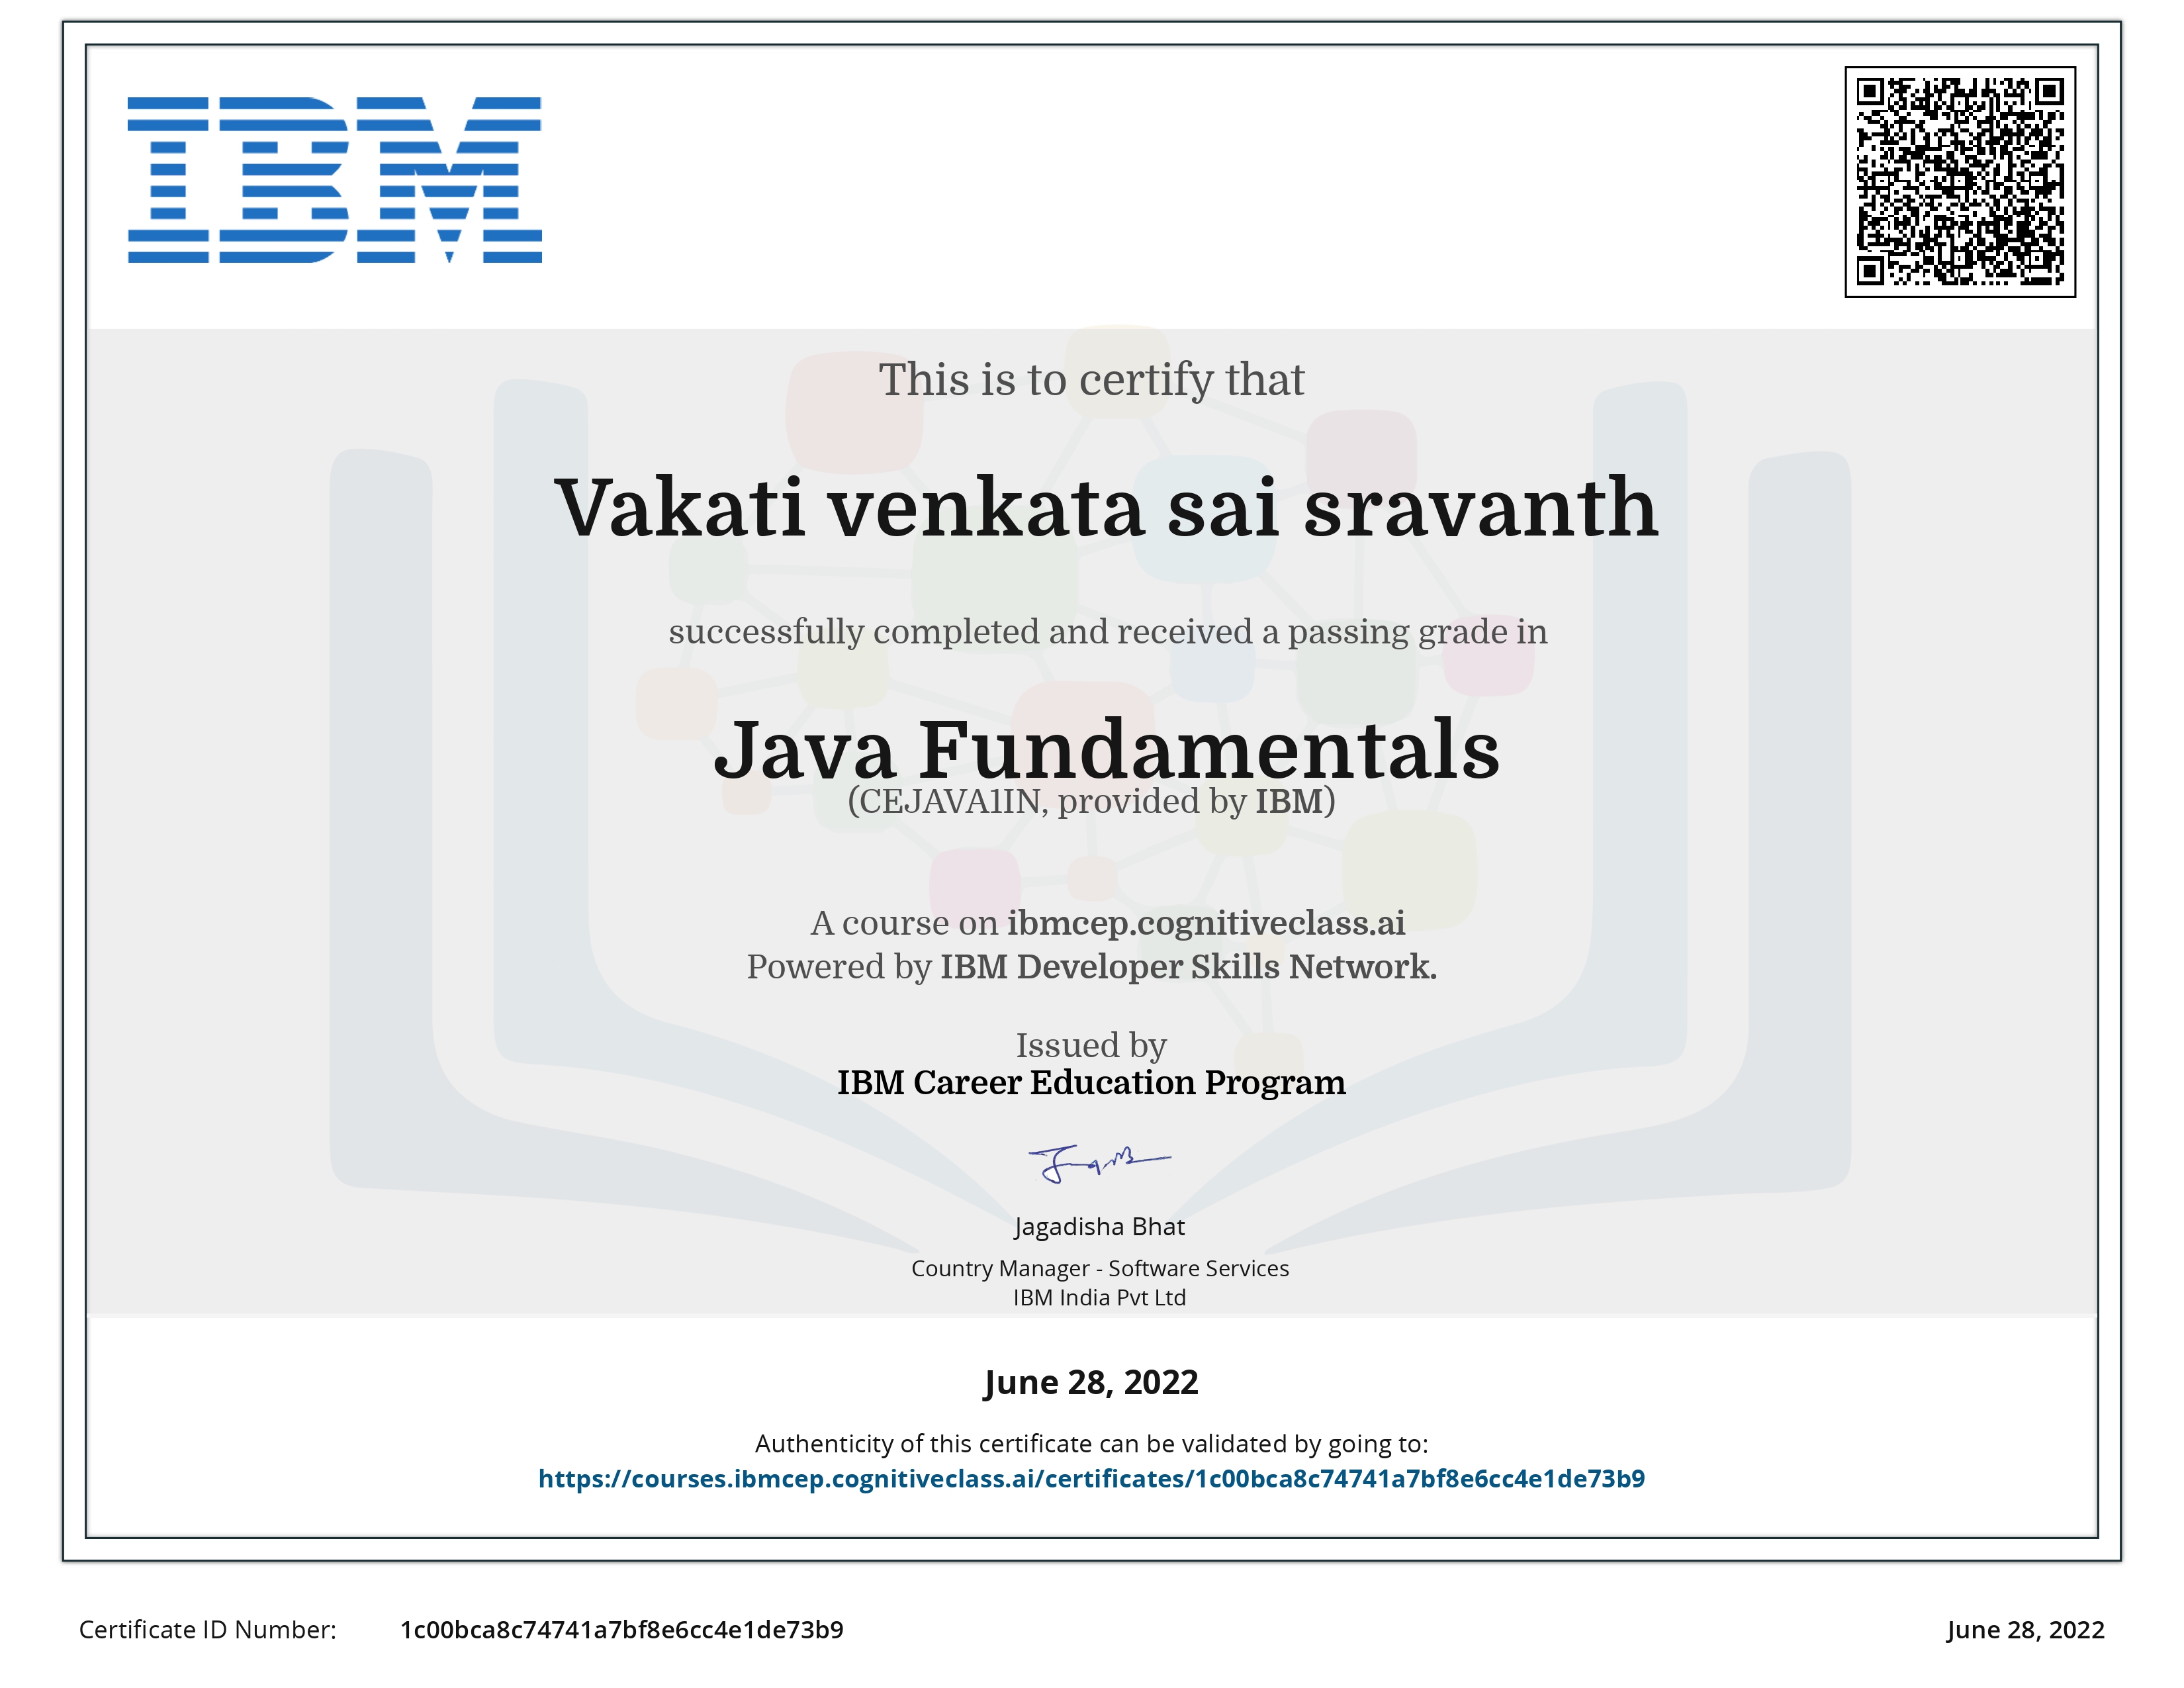 IBM
This is to certify that
Vakati venkata sai sravanth
successfully completed and received a passing grade in
Java Fundamentals
(CEJAVA1IN, provided by IBM)
A course on ibmcep.cognitiveclass.ai
Powered by IBM Developer Skills Network.
Issued by
IBM Career Education Program
Jagadisha Bhat
Country Manager - Software Services
IBM India Pvt Ltd
June 28, 2022
Authenticity of this certificate can be validated by going to:
https://courses.ibmcep.cognitiveclass.ai/certificates/1c00bca8c74741a7bf8e6cc4e1de73b9
Certificate ID Number: 1c00bca8c74741a7bf8e6cc4e1de73b9 June 28, 2022